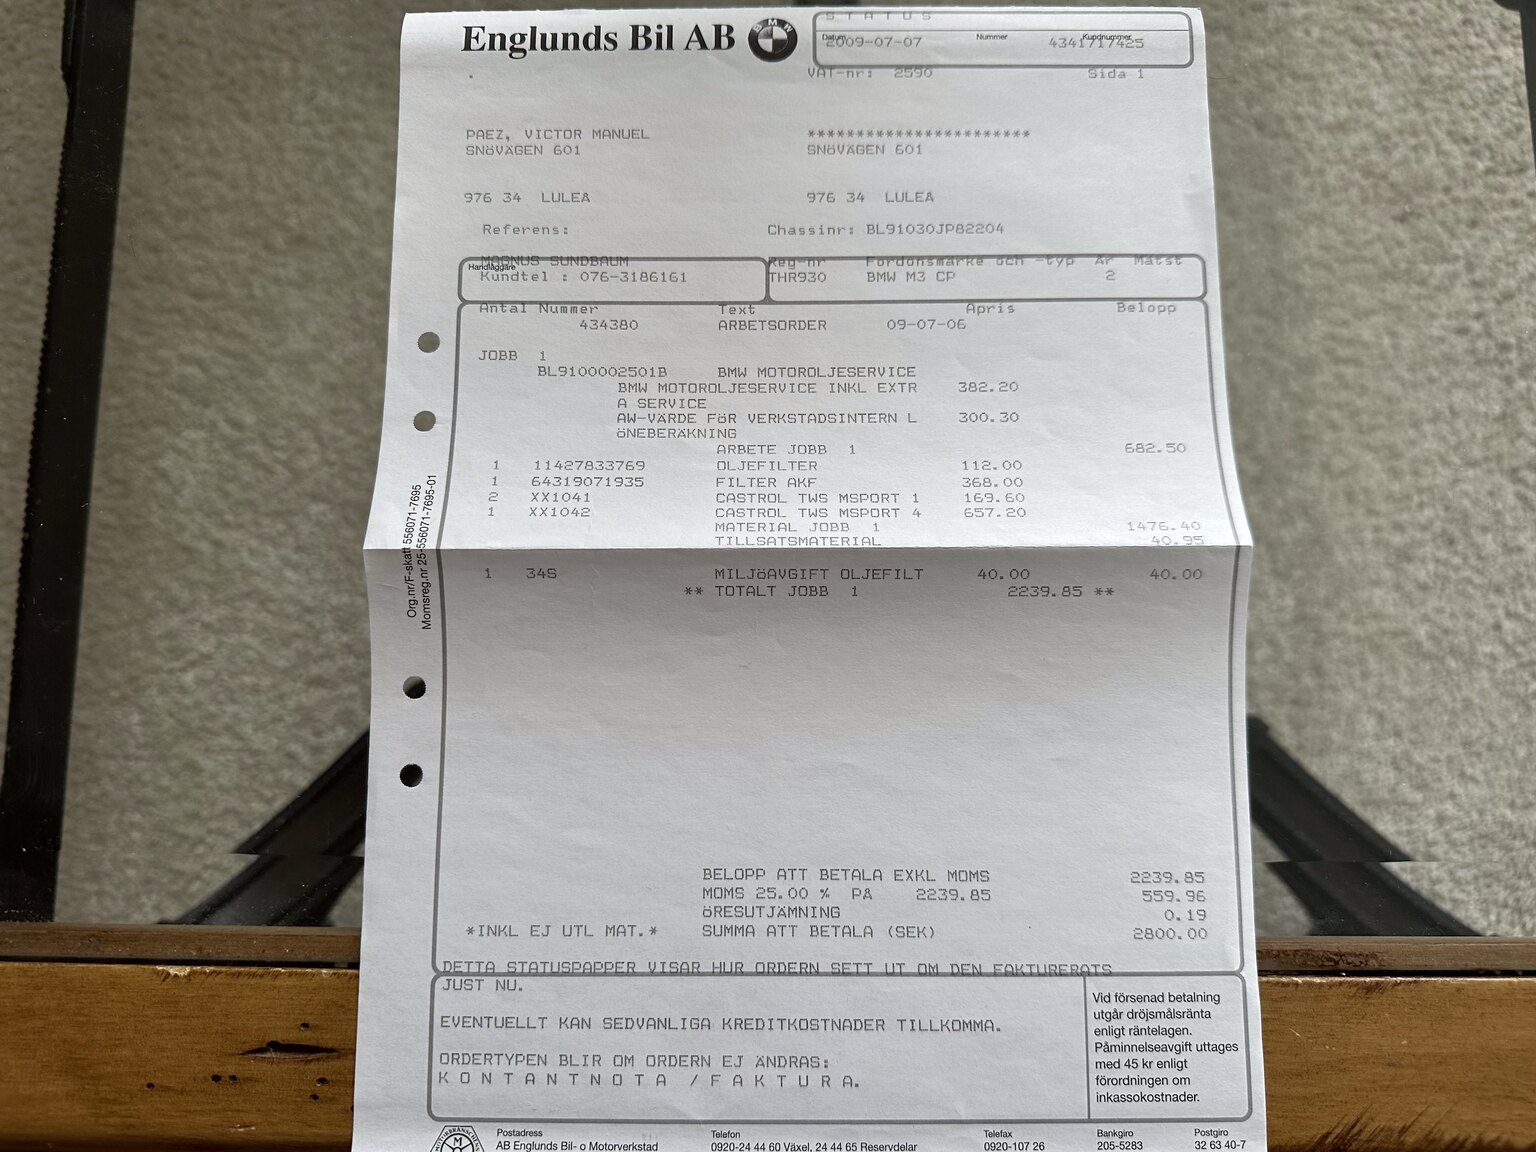 Englunds Bil AB
BMW
STATUS
Datum Nummer Kundnummer
2009-07-07 4341717425
VAT-nr: 2590 Sida 1
PAEZ, VICTOR MANUEL ***********************
SNöVÄGEN 601 SNöVÄGEN 601
976 34 LULEÅ 976 34 LULEÅ
Referens: Chassinr: BL91030JP82204
MAGNUS SUNDBAUM Reg-nr Fordonsmärke och -typ År Mätst
Handläggare
Kundtel : 076-3186161 THR930 BMW M3 CP 2
Antal Nummer Text Apris Belopp
434380 ARBETSORDER 09-07-06
JOBB 1
BL9100002501B BMW MOTOROLJESERVICE
BMW MOTOROLJESERVICE INKL EXTR 382.20
A SERVICE
AW-VÄRDE FöR VERKSTADSINTERN L 300.30
öNEBERÄKNING
ARBETE JOBB 1 682.50
1 11427833769 OLJEFILTER 112.00
1 64319071935 FILTER AKF 368.00
2 XX1041 CASTROL TWS MSPORT 1 169.60
1 XX1042 CASTROL TWS MSPORT 4 657.20
MATERIAL JOBB 1 1476.40
TILLSATSMATERIAL 40.95
1 34S MILJöAVGIFT OLJEFILT 40.00 40.00
** TOTALT JOBB 1 2239.85 **
Org.nr/F-skatt 556071-7695
Momsreg.nr 25-556071-7695-01
BELOPP ATT BETALA EXKL MOMS 2239.85
MOMS 25.00 % PÅ 2239.85 559.96
öRESUTJÄMNING 0.19
*INKL EJ UTL MAT.* SUMMA ATT BETALA (SEK) 2800.00
DETTA STATUSPAPPER VISAR HUR ORDERN SETT UT OM DEN FAKTURERATS
JUST NU.
EVENTUELLT KAN SEDVANLIGA KREDITKOSTNADER TILLKOMMA.
ORDERTYPEN BLIR OM ORDERN EJ ÄNDRAS:
KONTANTNOTA /FAKTURA.
Vid försenad betalning
utgår dröjsmålsränta
enligt räntelagen.
Påminnelseavgift uttages
med 45 kr enligt
förordningen om
inkassokostnader.
Postadress Telefon Telefax Bankgiro Postgiro
AB Englunds Bil- o Motorverkstad 0920-24 44 60 Växel, 24 44 65 Reservdelar 0920-107 26 205-5283 32 63 40-7